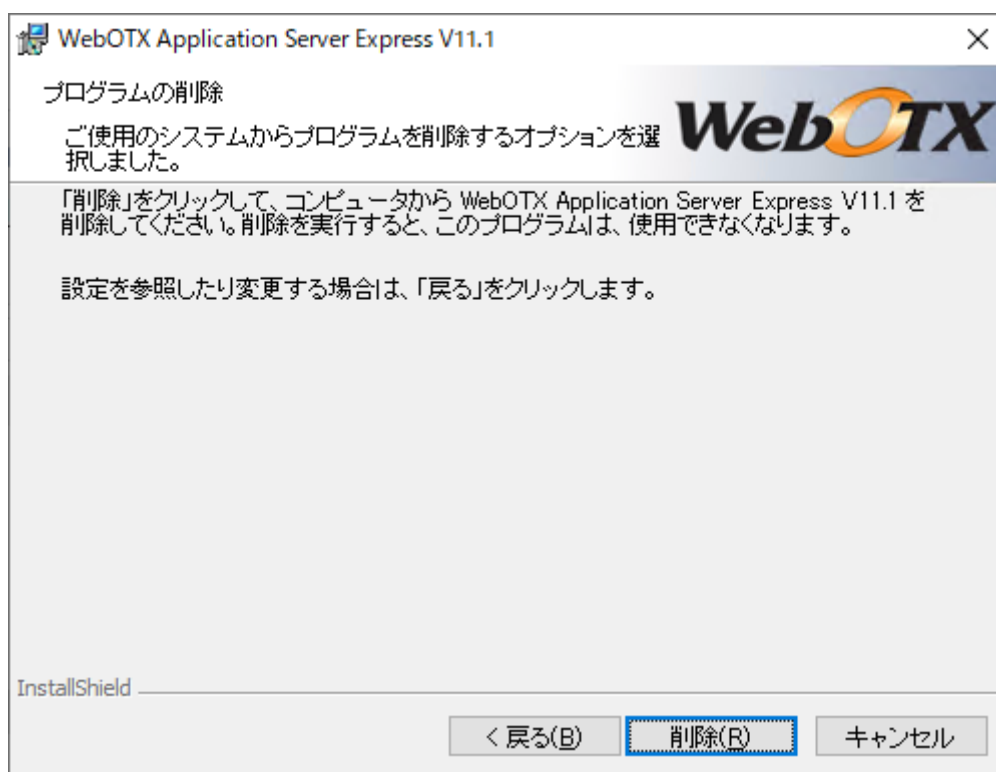 WebOTX Application Server Express V11.1
プログラムの削除
ご使用のシステムからプログラムを削除するオプションを選
択しました。
WebOTX
「削除」をクリックして、コンピュータから WebOTX Application Server Express V11.1 を
削除してください。削除を実行すると、このプログラムは、使用できなくなります。
設定を参照したり変更する場合は、「戻る」をクリックします。
InstallShield
< 戻る(B)
削除(R)
キャンセル